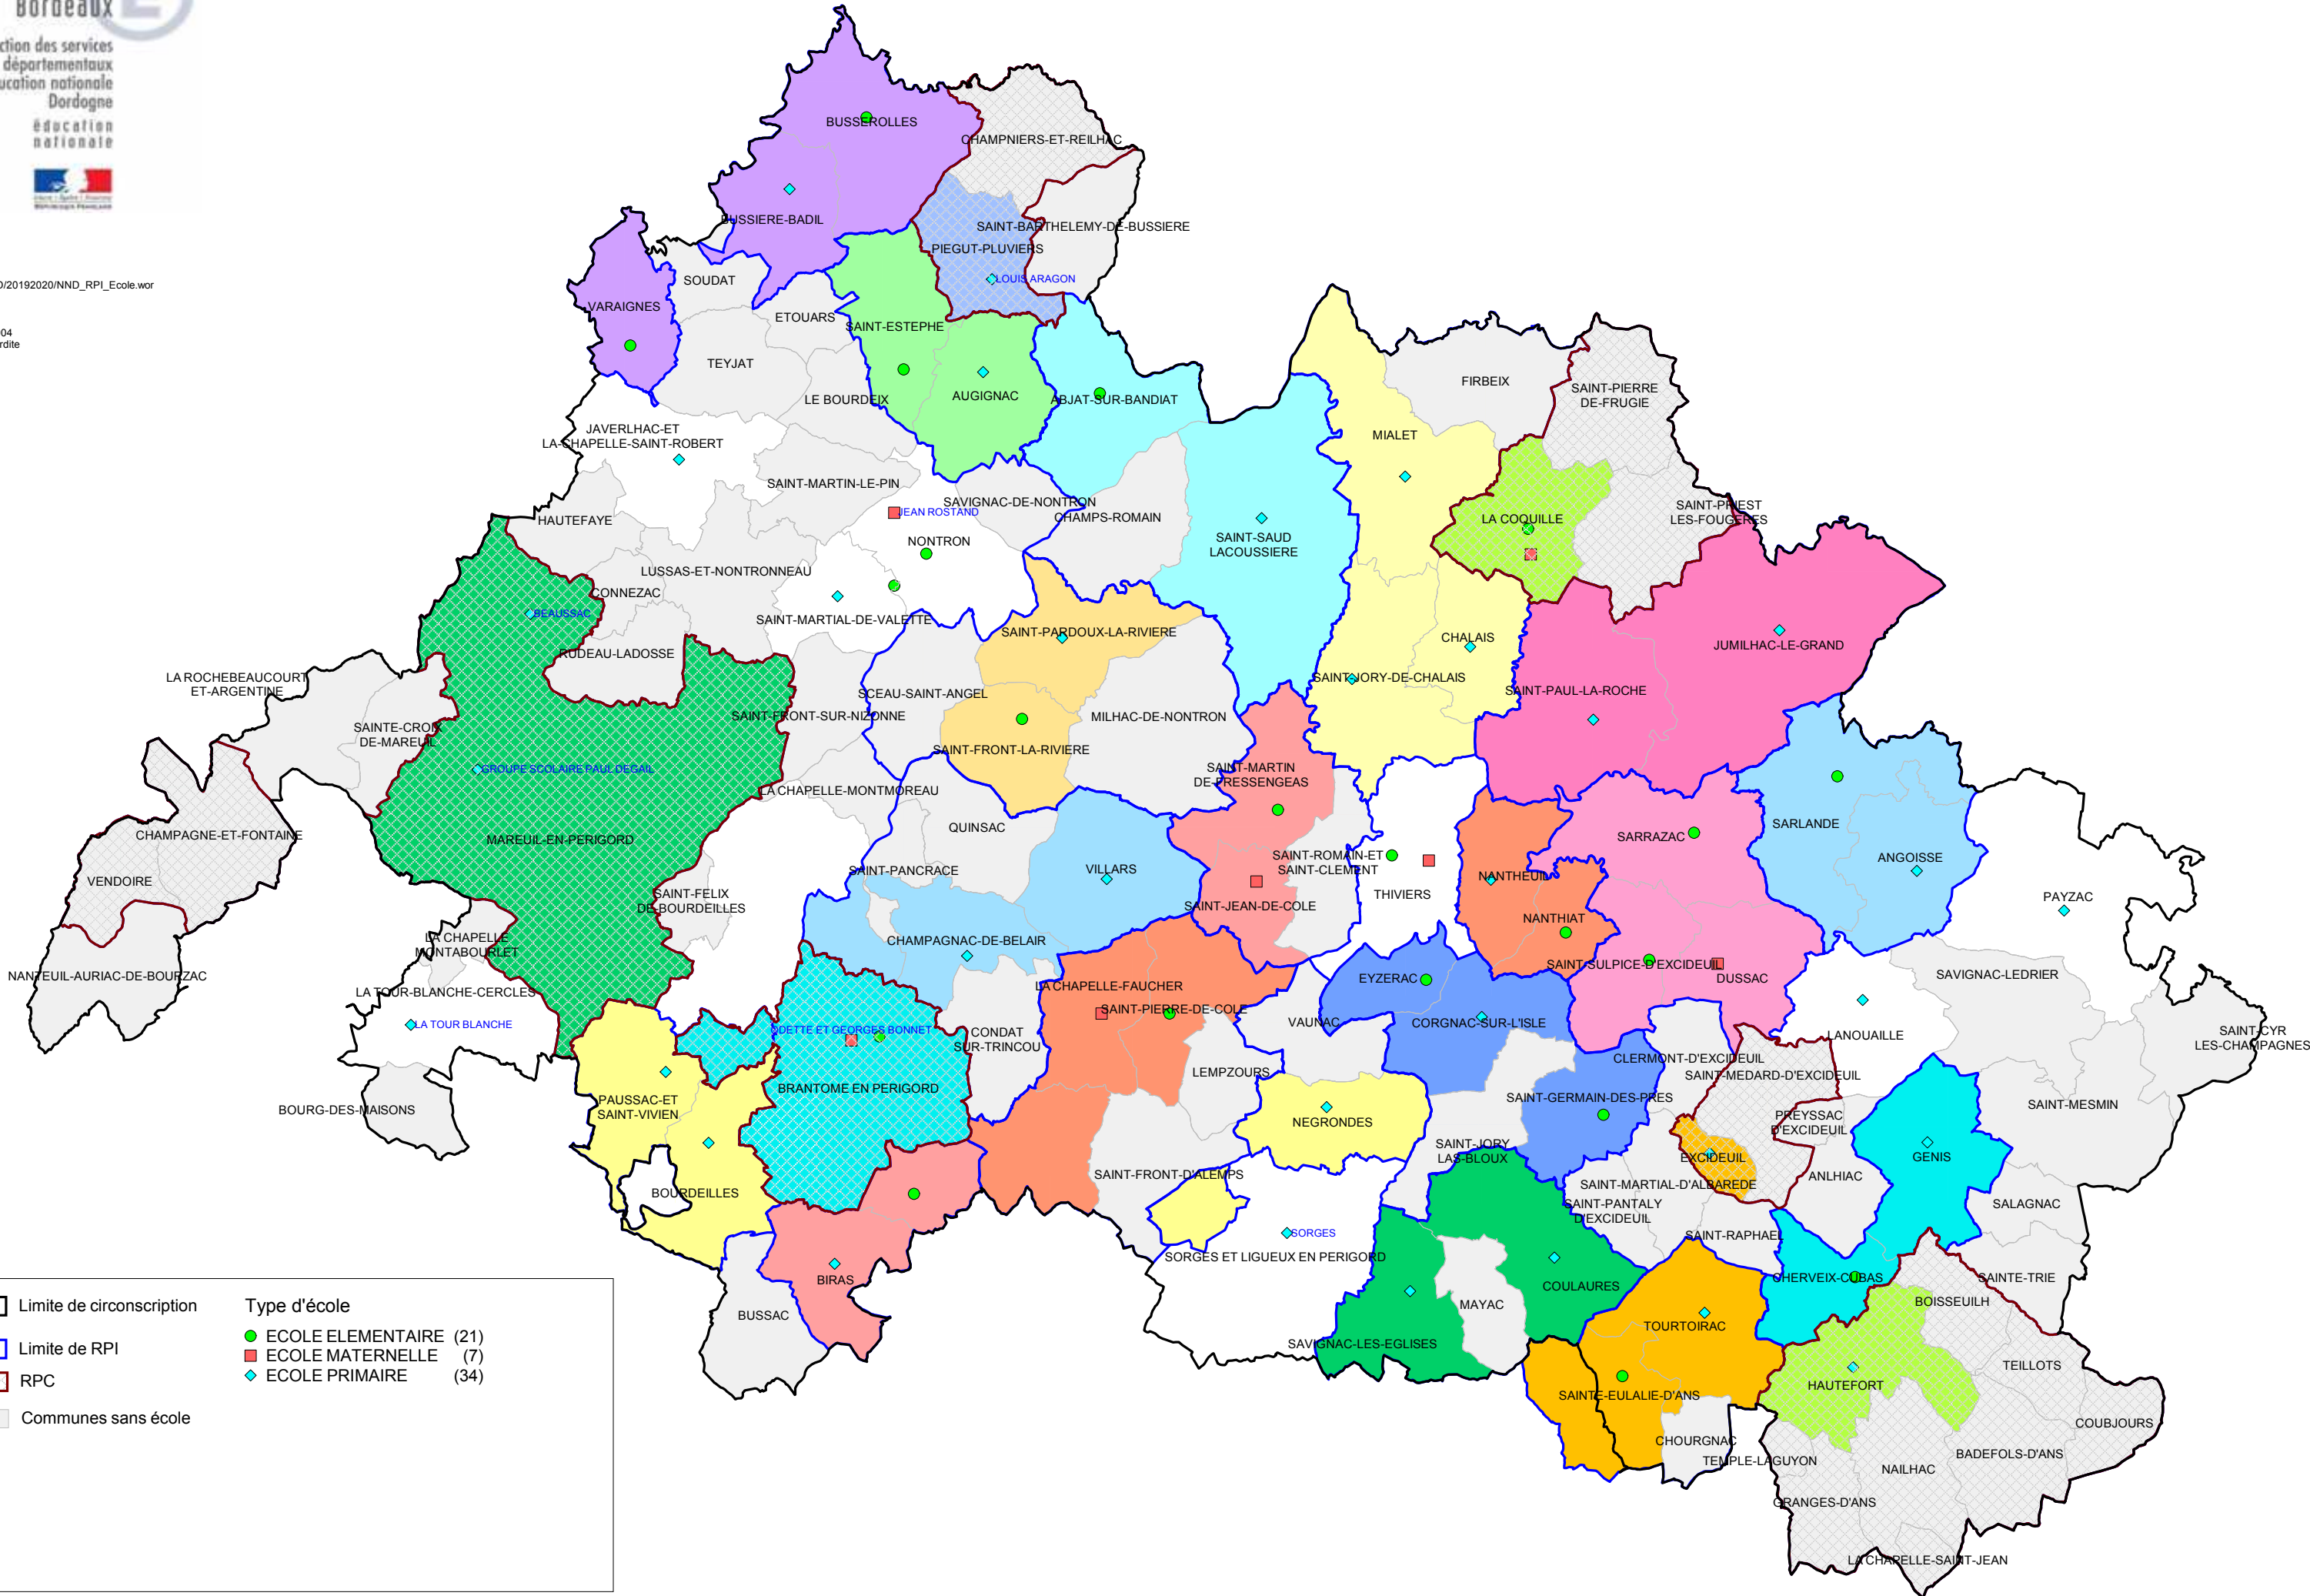 Bordeaux
ction des services
départementaux
ucation nationale
Dordogne
éducation
nationale
/20192020/NND_RPI_Ecole.wor
04
rdite
BUSSEROLLES
CHAMPNIERS-ET-REILHAC
BUSSIERE-BADIL
SAINT-BARTHELEMY-DE-BUSSIERE
PIEGUT-PLUVIERS
LOUIS ARAGON
SOUDAT
VARAIGNES
ETOUARS
SAINT-ESTEPHE
TEYJAT
LE BOURDEIX
AUGIGNAC
ABJAT-SUR-BANDIAT
FIRBEIX
SAINT-PIERRE
DE-FRUGIE
JAVERLHAC-ET
LA-CHAPELLE-SAINT-ROBERT
MIALET
SAINT-MARTIN-LE-PIN
SAVIGNAC-DE-NONTRON
JEAN ROSTAND
HAUTEFAYE
CHAMPS-ROMAIN
LA COQUILLE
SAINT-PRIEST
LES-FOUGERES
NONTRON
SAINT-SAUD
LACOUSSIERE
LUSSAS-ET-NONTRONNEAU
CONNEZAC
BEAUSSAC
SAINT-MARTIAL-DE-VALETTE
SAINT-PARDOUX-LA-RIVIERE
CHALAIS
JUMILHAC-LE-GRAND
RUDEAU-LADOSSE
LA ROCHEBEAUCOURT
ET-ARGENTINE
SCEAU-SAINT-ANGEL
SAINT-JORY-DE-CHALAIS
SAINT-PAUL-LA-ROCHE
SAINTE-CROIX
DE-MAREUIL
SAINT-FRONT-SUR-NIZONNE
MILHAC-DE-NONTRON
SAINT-FRONT-LA-RIVIERE
GROUPE SCOLAIRE PAUL DEGAIL
SAINT-MARTIN
DE-FRESSENGEAS
LA CHAPELLE-MONTMOREAU
CHAMPAGNE-ET-FONTAINE
MAREUIL-EN-PERIGORD
QUINSAC
SARRAZAC
SARLANDE
SAINT-ROMAIN-ET
SAINT-CLEMENT
ANGOISSE
VENDOIRE
SAINT-PANCRACE
VILLARS
THIVIERS
NANTHEUIL
PAYZAC
SAINT-FELIX
DE-BOURDEILLES
SAINT-JEAN-DE-COLE
NANTHIAT
LA CHAPELLE
MONTABOURLET
CHAMPAGNAC-DE-BELAIR
NANTEUIL-AURIAC-DE-BOURZAC
SAINT-SULPICE-D'EXCIDEUIL
DUSSAC
SAVIGNAC-LEDRIER
LA TOUR-BLANCHE-CERCLES
LA CHAPELLE-FAUCHER
EYZERAC
SAINT-PIERRE-DE-COLE
LA TOUR BLANCHE
ODETTE ET GEORGES BONNET
VAUNAC
CORGNAC-SUR-L'ISLE
CONDAT
SUR-TRINCOU
LANOUAILLE
SAINT-CYR
LES-CHAMPAGNES
CLERMONT-D'EXCIDEUIL
LEMPZOURS
SAINT-MEDARD-D'EXCIDEUIL
BRANTOME EN PERIGORD
PAUSSAC-ET
SAINT-VIVIEN
SAINT-GERMAIN-DES-PRES
BOURG-DES-MAISONS
NEGRONDES
PREYSSAC
D'EXCIDEUIL
SAINT-MESMIN
SAINT-JORY
LAS-BLOUX
EXCIDEUIL
GENIS
SAINT-FRONT-D'ALEMPS
ANLHIAC
SAINT-MARTIAL-D'ALBAREDE
BOURDEILLES
SAINT-PANTALY
D'EXCIDEUIL
SALAGNAC
SORGES
SAINT-RAPHAEL
SORGES ET LIGUEUX EN PERIGORD
BIRAS
COULAURES
CHERVEIX-CUBAS
SAINTE-TRIE
BUSSAC
MAYAC
BOISSEUILH
TOURTOIRAC
SAVIGNAC-LES-EGLISES
TEILLOTS
HAUTEFORT
SAINTE-EULALIE-D'ANS
COUBJOURS
CHOURGNAC
BADEFOLS-D'ANS
TEMPLE-LAGUYON
NAILHAC
GRANGES-D'ANS
LA CHAPELLE-SAINT-JEAN
Limite de circonscription
Limite de RPI
RPC
Communes sans école
Type d'école
ECOLE ELEMENTAIRE (21)
ECOLE MATERNELLE (7)
ECOLE PRIMAIRE (34)